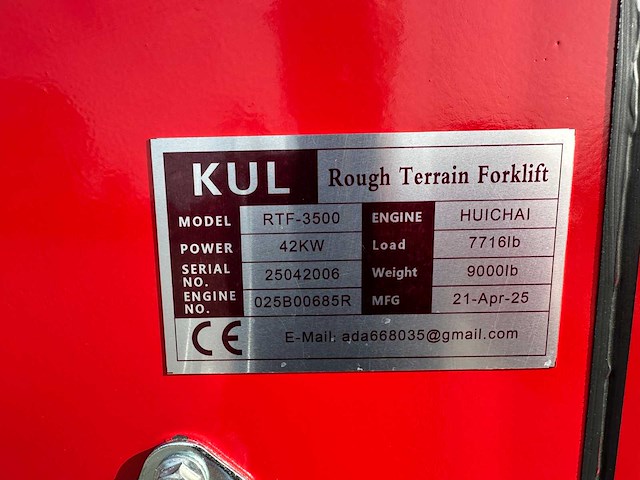 KUL Rough Terrain Forklift
MODEL RTF-3500 ENGINE HUICHAI
POWER 42KW Load 7716lb
SERIAL NO. 25042006 Weight 9000lb
ENGINE NO. 025B00685R MFG 21-Apr-25
CE E-Mail: ada668035@gmail.com